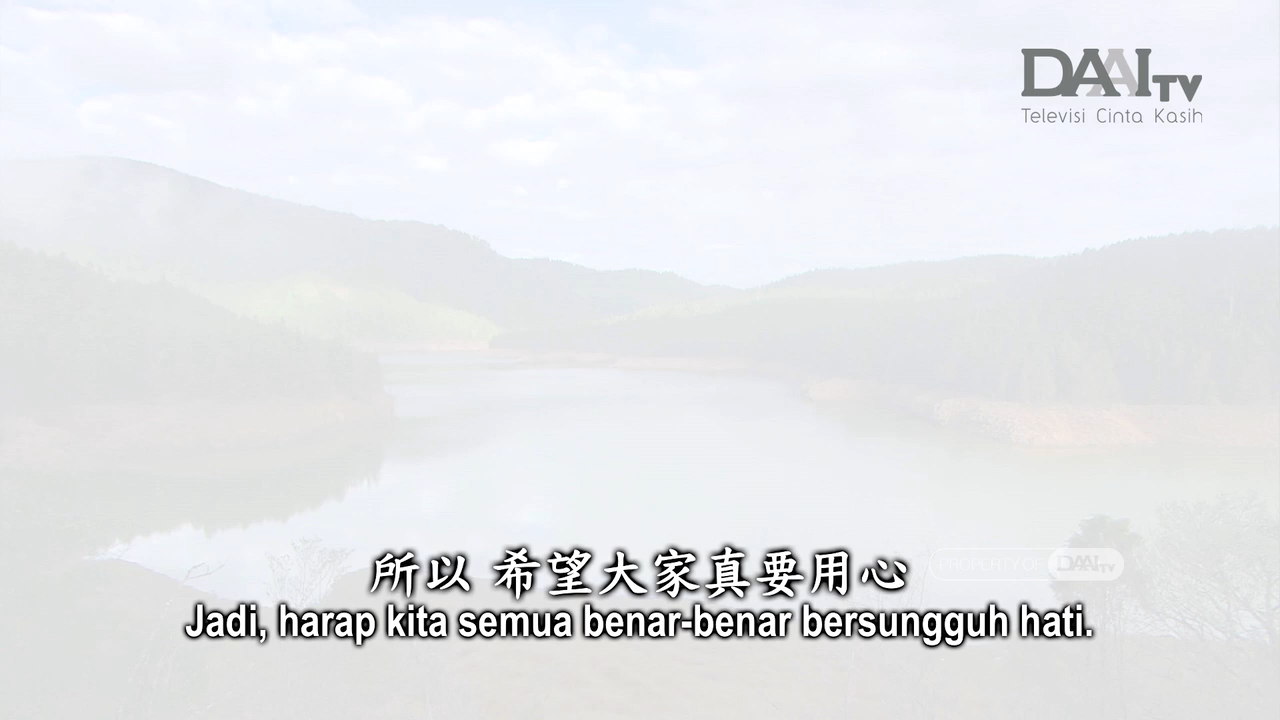 DAAI TV
Televisi Cinta Kasih
所以 希望大家真要用心
PROPERTY OF DAAI TV
Jadi, harap kita semua benar-benar bersungguh hati.